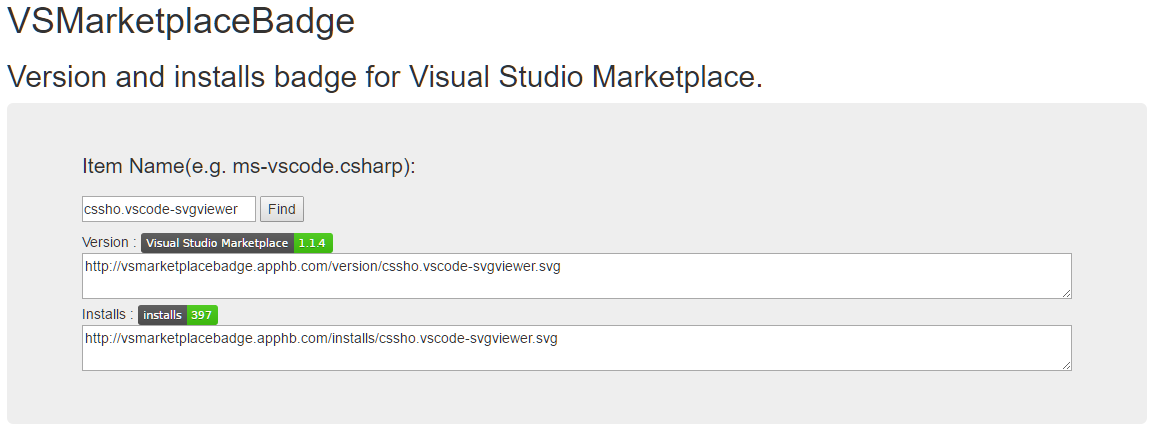 VSMarketplaceBadge
Version and installs badge for Visual Studio Marketplace.
Item Name(e.g. ms-vscode.csharp):
cssho.vscode-svgviewer Find
Version : Visual Studio Marketplace 1.1.4
http://vsmarketplacebadge.apphb.com/version/cssho.vscode-svgviewer.svg
Installs : installs 397
http://vsmarketplacebadge.apphb.com/installs/cssho.vscode-svgviewer.svg